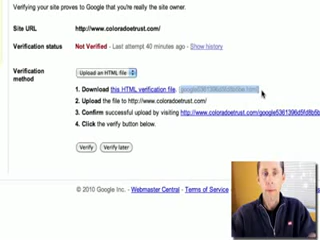 Verifying your site proves to Google that you're really the site owner.
Site URL http://www.coloradoetrust.com/
Verification status Not Verified - Last attempt 40 minutes ago - Show history
Verification method Upload an HTML file
1. Download this HTML verification file.
2. Upload the file to http://www.coloradoetrust.com/
3. Confirm successful upload by visiting
4. Click the verify button below.
Verify Verify later
© 2010 Google Inc. - Webmaster Central - Terms of Service -